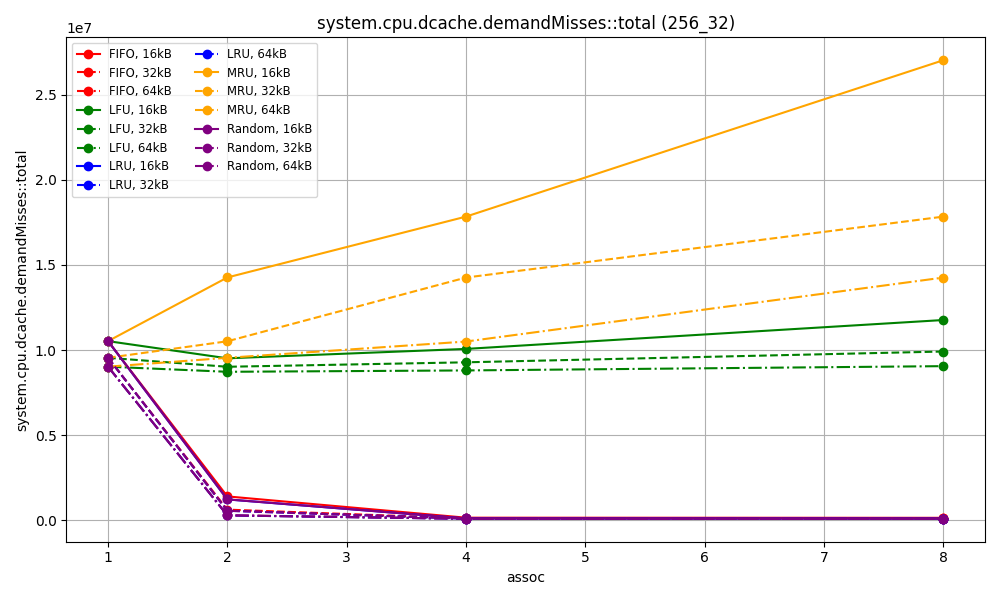 system.cpu.dcache.demandMisses::total (256_32)
1e7
FIFO, 16kB
FIFO, 32kB
FIFO, 64kB
LFU, 16kB
LFU, 32kB
LFU, 64kB
LRU, 16kB
LRU, 32kB
LRU, 64kB
MRU, 16kB
MRU, 32kB
MRU, 64kB
Random, 16kB
Random, 32kB
Random, 64kB
system.cpu.dcache.demandMisses::total
2.5
2.0
1.5
1.0
0.5
0.0
1 2 3 4 5 6 7 8
assoc